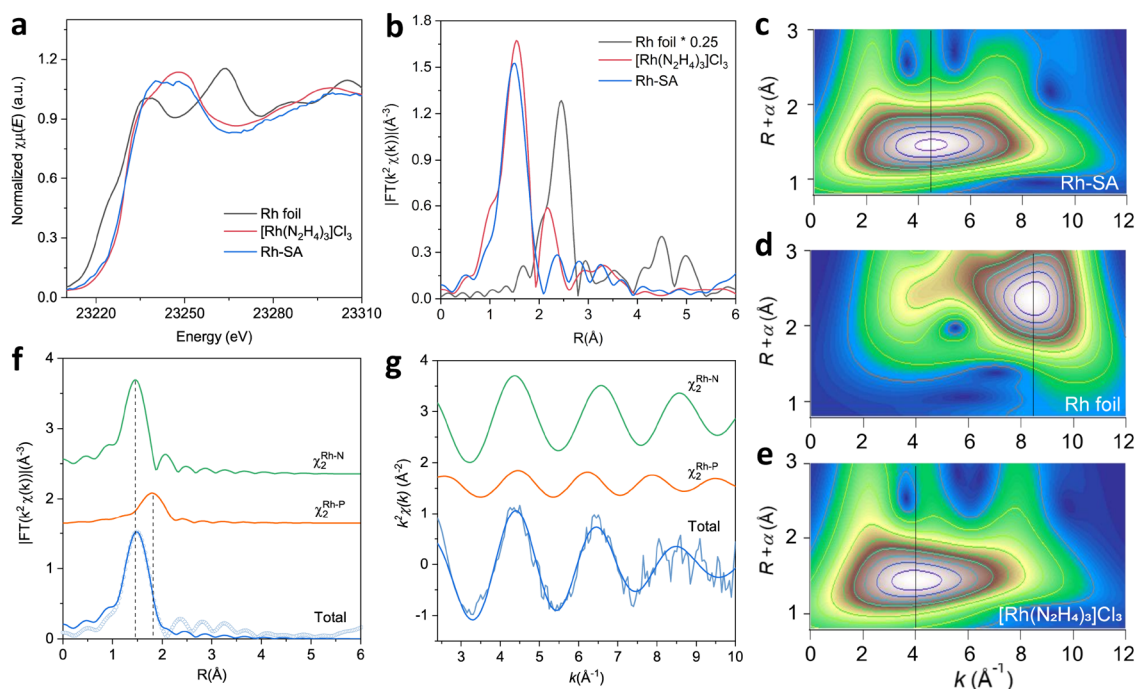 a
Normalized χμ(E) (a.u.)
1.2
0.9
0.6
0.3
0.0
Rh foil
[Rh(N₂H₄)₃]Cl₃
Rh-SA
23220
23250
23280
23310
Energy (eV)
b
|FT(k² χ(k))|(Å⁻³)
1.8
1.5
1.2
0.9
0.6
0.3
0.0
Rh foil * 0.25
[Rh(N₂H₄)₃]Cl₃
Rh-SA
0 1 2 3 4 5 6
R(Å)
c
R+α(Å)
3
2
1
Rh-SA
0 2 4 6 8 10 12
d
R+α(Å)
3
2
1
Rh foil
0 2 4 6 8 10 12
e
R+α(Å)
3
2
1
[Rh(N₂H₄)₃]Cl₃
0 2 4 6 8 10 12
k (Å⁻¹)
f
|FT(k²χ(k))|(Å⁻³)
4
3
2
1
0
χ₂ᴿʰ⁻ᴺ
χ₂ᴿʰ⁻ᴾ
Total
0 1 2 3 4 5 6
R(Å)
g
k²χ(k) (Å⁻²)
4
3
2
1
0
-1
χ₂ᴿʰ⁻ᴺ
χ₂ᴿʰ⁻ᴾ
Total
3 4 5 6 7 8 9 10
k(Å⁻¹)